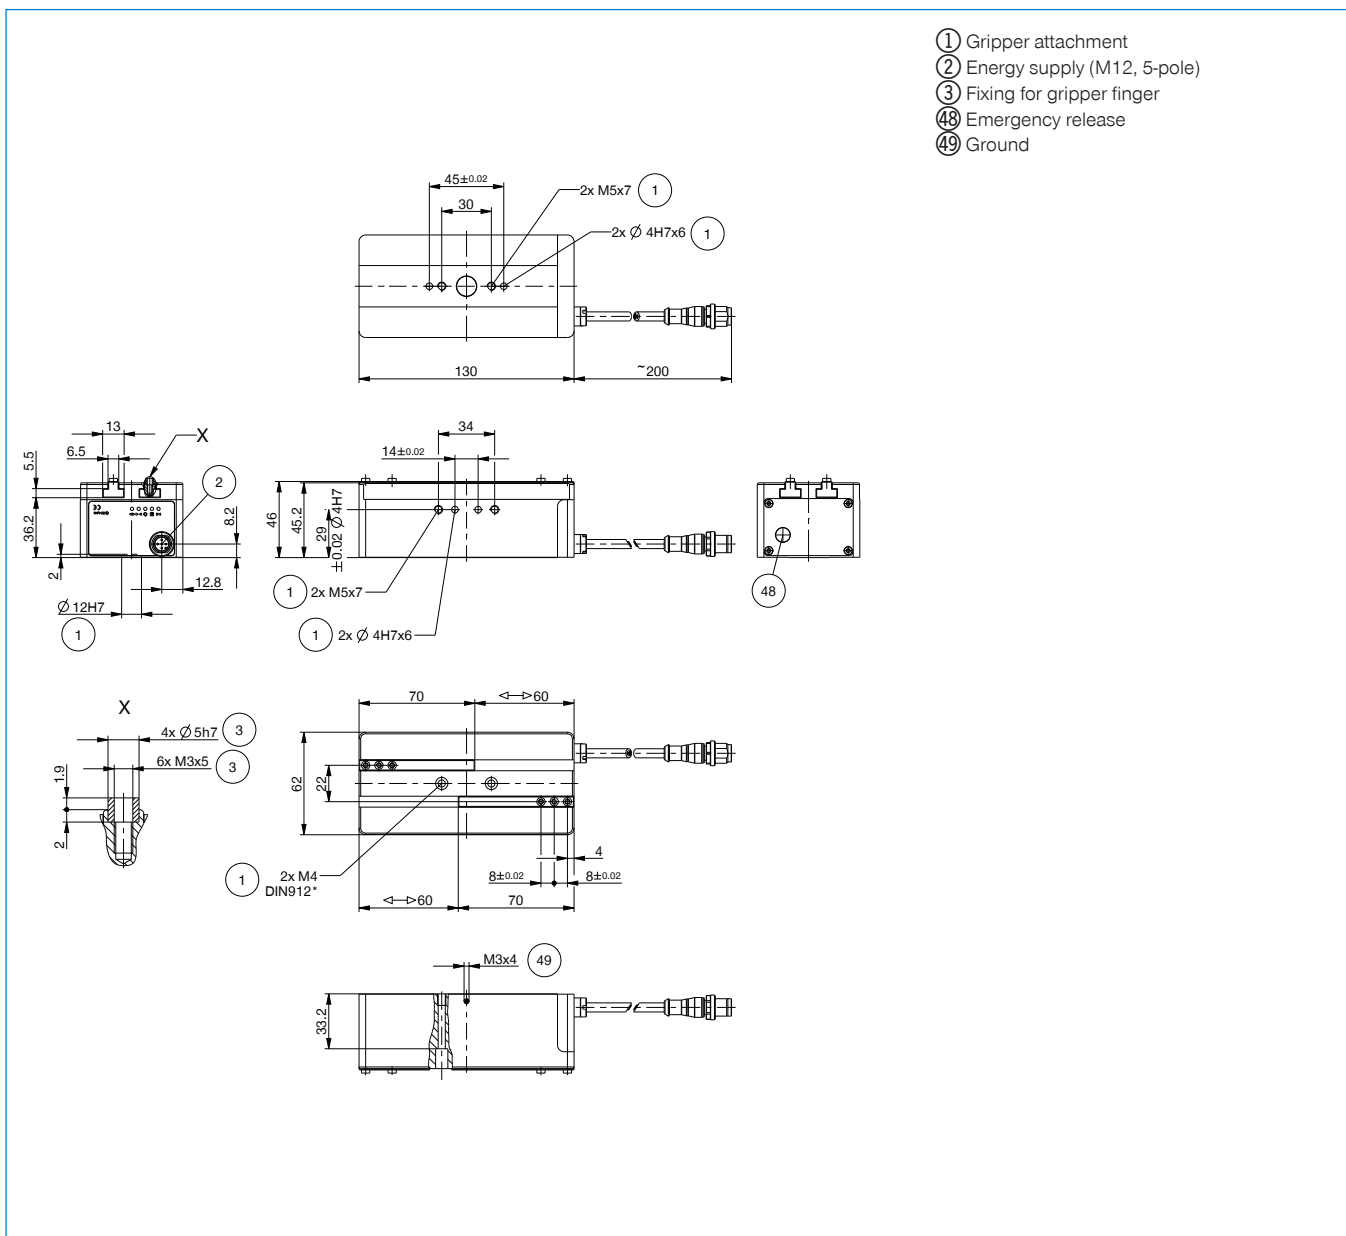 1 Gripper attachment
2 Energy supply (M12, 5-pole)
3 Fixing for gripper finger
48 Emergency release
49 Ground
45±0.02
30
2x M5x7 1
2x Ø 4H7x6 1
130
~200
13
X
6.5
5.5
36.2
2
2
8.2
12.8
Ø 12H7
1
34
14±0.02
46
45.2
29
±0.02 Ø 4H7
1 2x M5x7
1 2x Ø 4H7x6
48
X
4x Ø 5h7 3
6x M3x5 3
1.9
2
70
60
62
22
4
8±0.02
8±0.02
1 2x M4
DIN912*
60
70
M3x4 49
33.2